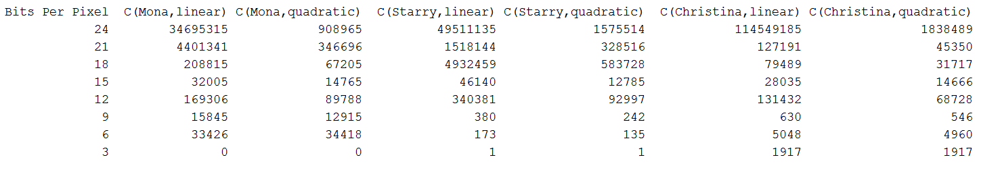 Bits Per Pixel C(Mona,linear) C(Mona,quadratic) C(Starry,linear) C(Starry,quadratic) C(Christina,linear) C(Christina,quadratic)
24 34695315 908965 49511135 1575514 114549185 1838489
21 4401341 346696 1518144 328516 127191 45350
18 208815 67205 4932459 583728 79489 31717
15 32005 14765 46140 12785 28035 14666
12 169306 89788 340381 92997 131432 68728
9 15845 12915 380 242 630 546
6 33426 34418 173 135 5048 4960
3 0 0 1 1 1917 1917